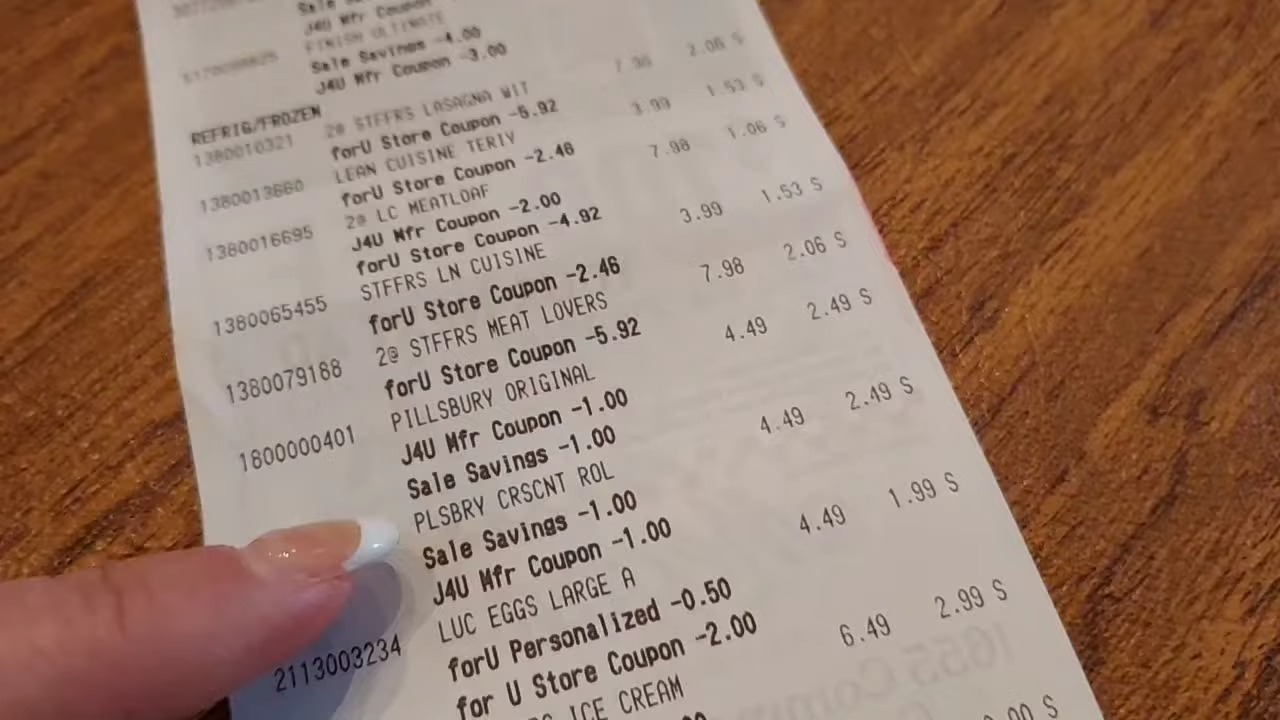 J4U Mfr Coupon
FINISH ULTIMATE
Sale Savings -4.00
J4U Mfr Coupon -3.00
REFRIG/FROZEN
1380010321 2@ STFFRS LASAGNA WIT 7.98 2.06 S
forU Store Coupon -5.92
1380013660 LEAN CUISINE TERIY 3.99 1.53 S
forU Store Coupon -2.46
1380016695 2@ LC MEATLOAF 7.98 1.06 S
J4U Mfr Coupon -2.00
forU Store Coupon -4.92
1380065455 STFFRS LN CUISINE 3.99 1.53 S
forU Store Coupon -2.46
1380079188 2@ STFFRS MEAT LOVERS 7.98 2.06 S
forU Store Coupon -5.92
1800000401 PILLSBURY ORIGINAL 4.49 2.49 S
J4U Mfr Coupon -1.00
Sale Savings -1.00
PLSBRY CRSCNT ROL 4.49 2.49 S
Sale Savings -1.00
J4U Mfr Coupon -1.00
2113003234 LUC EGGS LARGE A 4.49 1.99 S
forU Personalized -0.50
for U Store Coupon -2.00
ICE CREAM 6.49 2.99 S